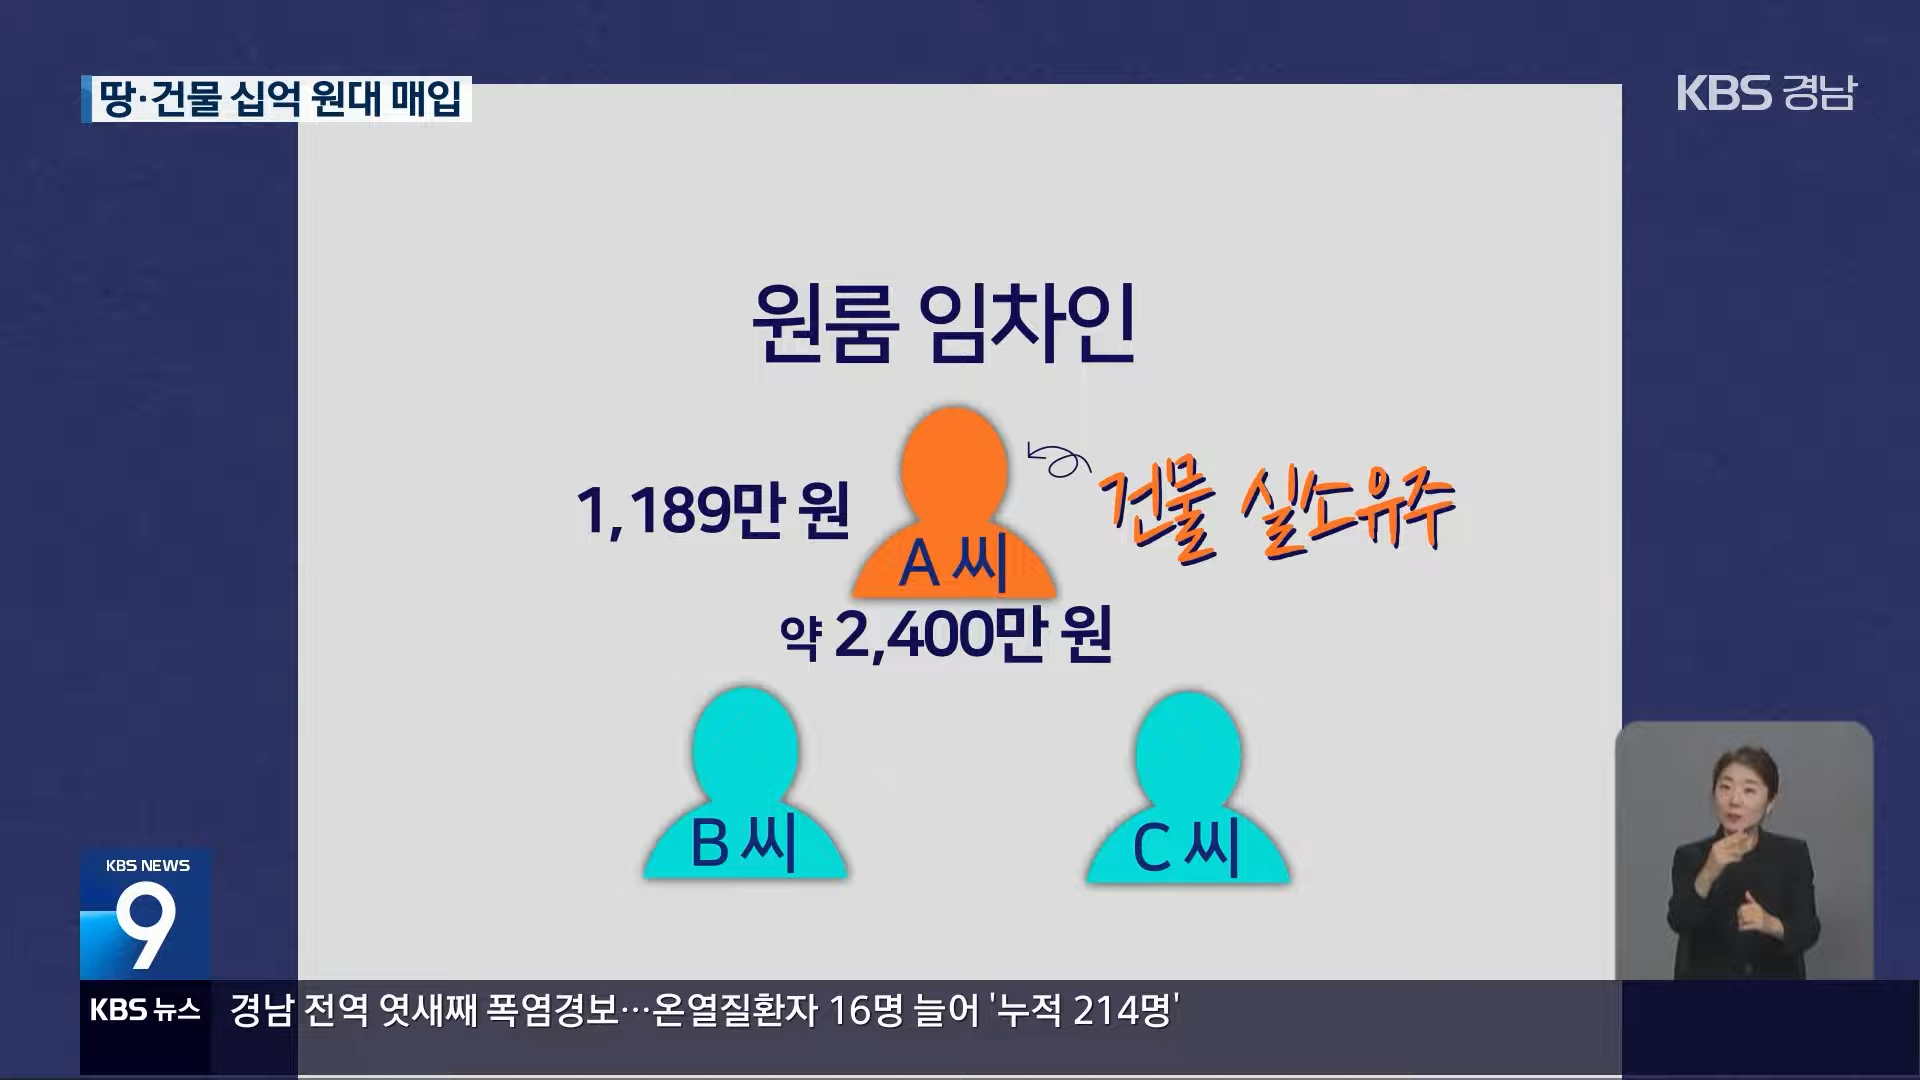 땅·건물 십억 원대 매입
KBS 경남
원룸 임차인
1,189만 원
건물 실소유주
A 씨
약 2,400만 원
B 씨
C 씨
KBS NEWS
9
KBS 뉴스
경남 전역 엿새째 폭염경보…온열질환자 16명 늘어 '누적 214명'